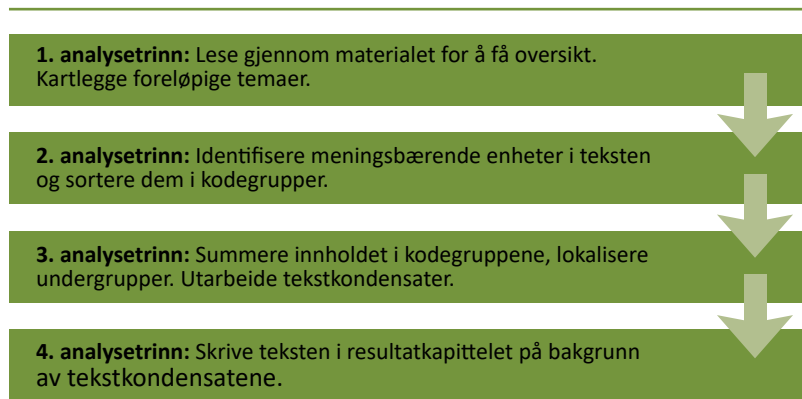 1. analysetrinn: Lese gjennom materialet for å få oversikt.
Kartlegge foreløpige temaer.
2. analysetrinn: Identifisere meningsbærende enheter i teksten
og sortere dem i kodegrupper.
3. analysetrinn: Summere innholdet i kodegruppene, lokalisere
undergrupper. Utarbeide tekstkondensater.
4. analysetrinn: Skrive teksten i resultatkapittelet på bakgrunn
av tekstkondensatene.